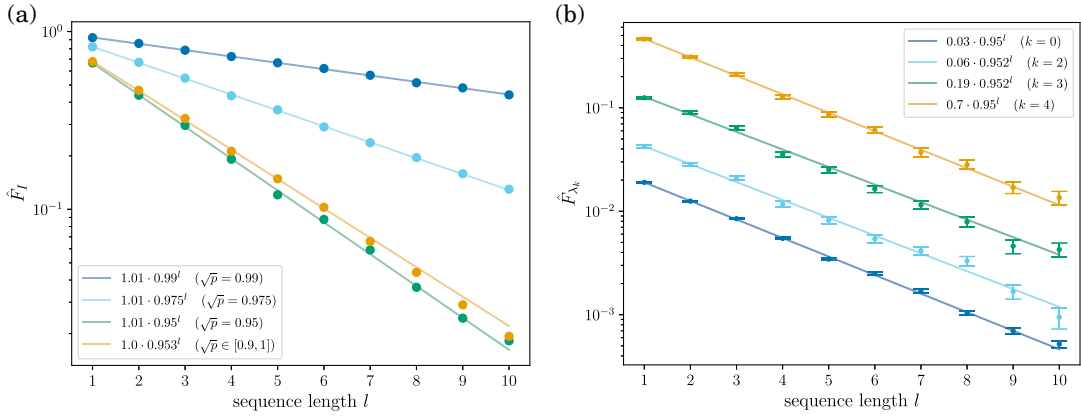 (a)
10⁰
10⁻¹
F̂_I
1.01 · 0.99^l (√p = 0.99)
1.01 · 0.975^l (√p = 0.975)
1.01 · 0.95^l (√p = 0.95)
1.0 · 0.953^l (√p ∈ [0.9, 1])
1 2 3 4 5 6 7 8 9 10
sequence length l
(b)
10⁻¹
10⁻²
10⁻³
F̂_{λ_k}
0.03 · 0.95^l (k = 0)
0.06 · 0.952^l (k = 2)
0.19 · 0.952^l (k = 3)
0.7 · 0.95^l (k = 4)
1 2 3 4 5 6 7 8 9 10
sequence length l